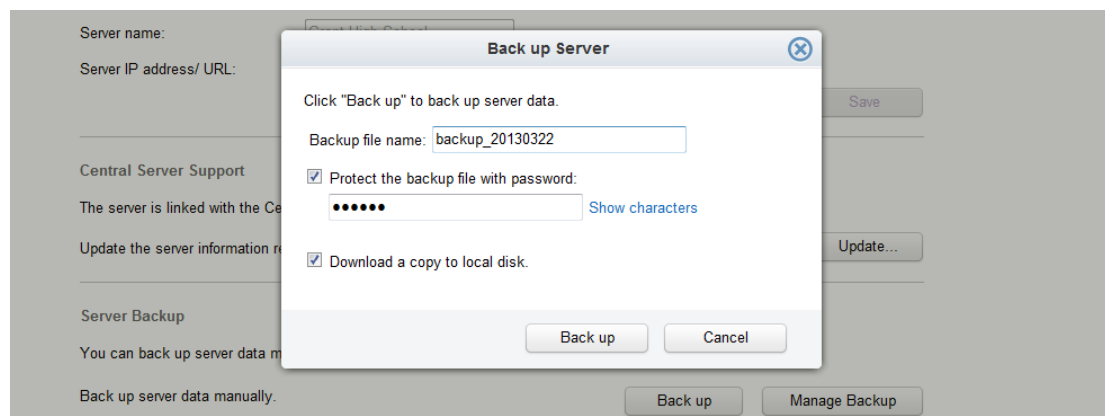 Server name:
Back up Server
Server IP address/ URL:
Click "Back up" to back up server data.
Save
Backup file name: backup_20130322
Central Server Support
Protect the backup file with password:
The server is linked with the Ce
•••••• Show characters
Update the server information re
Update...
Download a copy to local disk.
Server Backup
Back up Cancel
You can back up server data m
Back up server data manually.
Back up Manage Backup